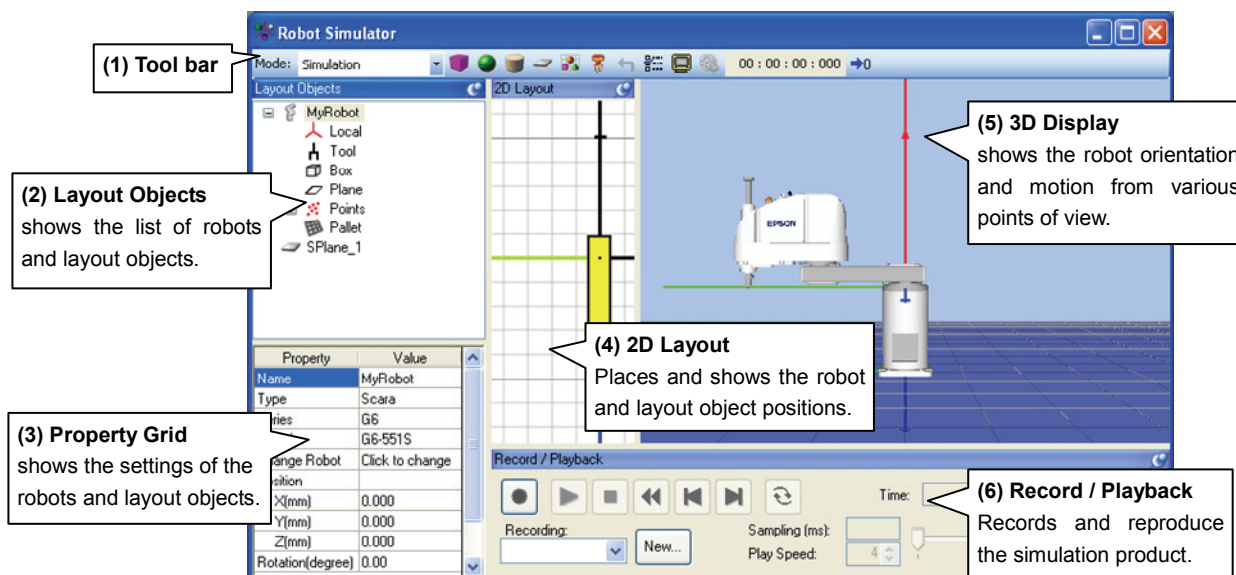 Robot Simulator
(1) Tool bar
Mode: Simulation
00 : 00 : 00 : 000
0
Layout Objects
2D Layout
MyRobot
Local
Tool
Box
Plane
Points
Pallet
SPlane_1
(2) Layout Objects
shows the list of robots
and layout objects.
EPSON
(5) 3D Display
shows the robot orientation
and motion from various
points of view.
(4) 2D Layout
Places and shows the robot
and layout object positions.
Property Value
Name MyRobot
Type Scara
G6
G6-551S
Click to change
X(mm) 0.000
Y(mm) 0.000
Z(mm) 0.000
Rotation(degree) 0.00
(3) Property Grid
shows the settings of the
robots and layout objects.
Record / Playback
Time:
Recording:
New...
Sampling (ms):
Play Speed: 4
(6) Record / Playback
Records and reproduce
the simulation product.